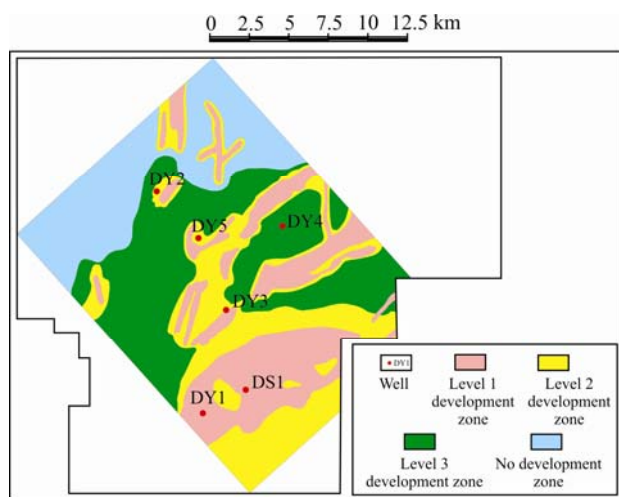 0 2.5 5 7.5 10 12.5 km
DY2
DY5
DY4
DY3
DS1
DY1
DY1
Well
Level 1
development
zone
Level 2
development
zone
Level 3
development zone
No development
zone